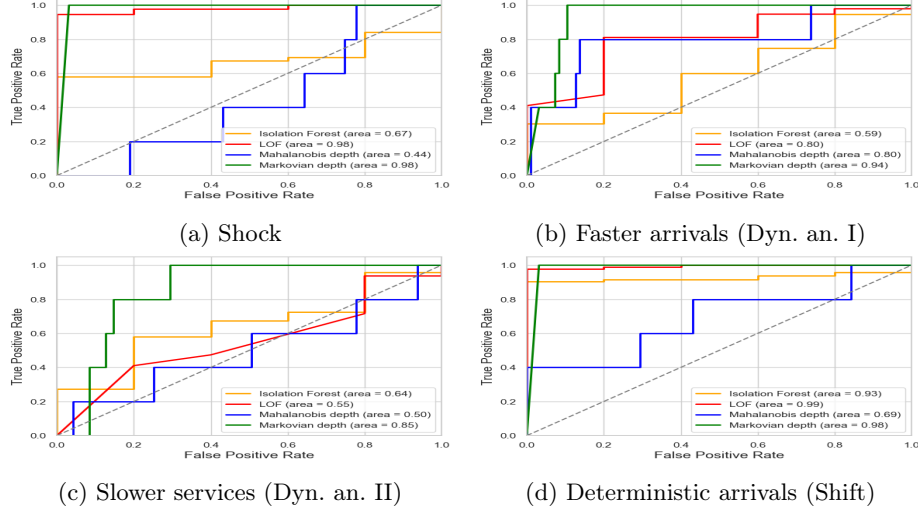 1.0
0.8
0.6
0.4
0.2
0.0
True Positive Rate
0.0 0.2 0.4 0.6 0.8 1.0
False Positive Rate
Isolation Forest (area = 0.67)
LOF (area = 0.98)
Mahalanobis depth (area = 0.44)
Markovian depth (area = 0.98)
(a) Shock
1.0
0.8
0.6
0.4
0.2
0.0
True Positive Rate
0.0 0.2 0.4 0.6 0.8 1.0
False Positive Rate
Isolation Forest (area = 0.59)
LOF (area = 0.80)
Mahalanobis depth (area = 0.80)
Markovian depth (area = 0.94)
(b) Faster arrivals (Dyn. an. I)
1.0
0.8
0.6
0.4
0.2
0.0
True Positive Rate
0.0 0.2 0.4 0.6 0.8 1.0
False Positive Rate
Isolation Forest (area = 0.64)
LOF (area = 0.55)
Mahalanobis depth (area = 0.50)
Markovian depth (area = 0.85)
(c) Slower services (Dyn. an. II)
1.0
0.8
0.6
0.4
0.2
0.0
True Positive Rate
0.0 0.2 0.4 0.6 0.8 1.0
False Positive Rate
Isolation Forest (area = 0.93)
LOF (area = 0.99)
Mahalanobis depth (area = 0.69)
Markovian depth (area = 0.98)
(d) Deterministic arrivals (Shift)